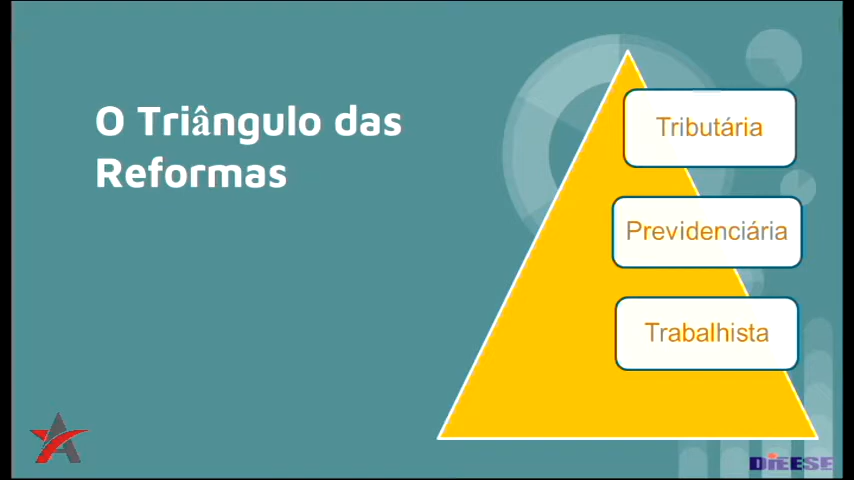 O Triângulo das
Reformas
Tributária
Previdenciária
Trabalhista
DIEESE